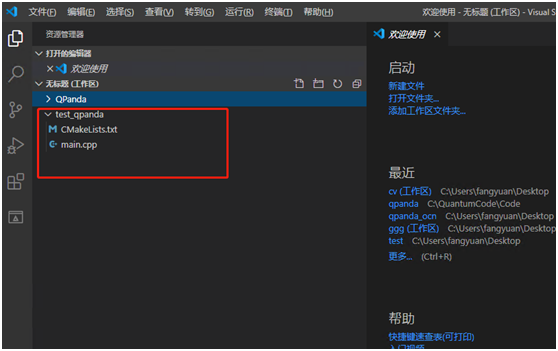 文件(F) 编辑(E) 选择(S) 查看(V) 转到(G) 运行(R) 终端(T) 帮助(H) 欢迎使用 - 无标题 (工作区) - Visual S
资源管理器
打开的编辑器
欢迎使用
无标题 (工作区)
QPanda
test_qpanda
CMakeLists.txt
main.cpp
欢迎使用
启动
新建文件
打开文件夹...
添加工作区文件夹...
最近
cv (工作区) C:\Users\fangyuan\Desktop
qpanda C:\QuantumCode\Code
qpanda_ocn C:\Users\fangyuan\Desktop
ggg (工作区) C:\Users\fangyuan\Desktop
test C:\Users\fangyuan\Desktop
更多... (Ctrl+R)
帮助
快捷键速查表(可打印)
入门视频